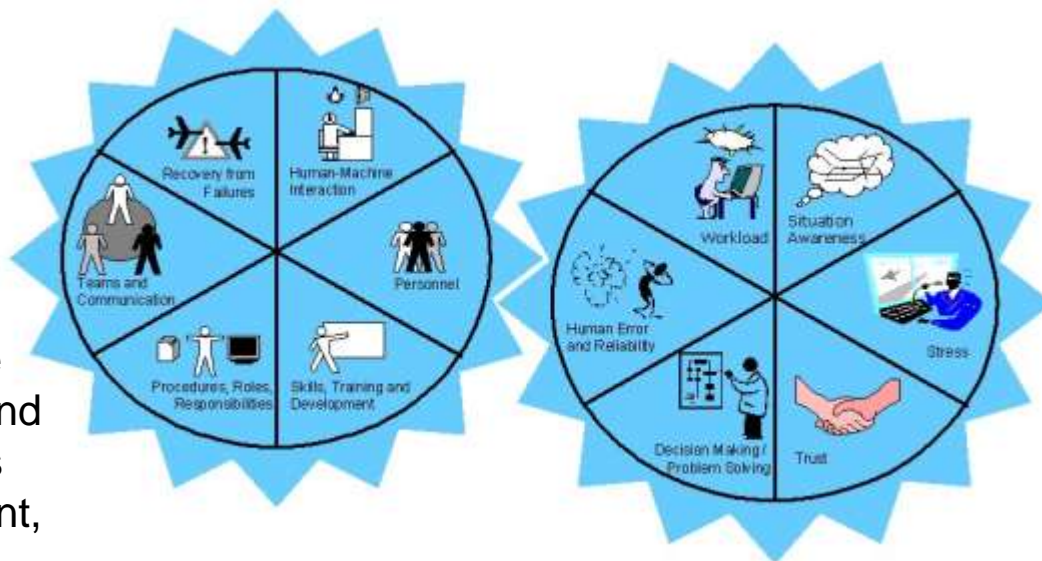 Recovery from
Failures
Human-Machine
Interaction
Teams and
Communication
Personnel
Procedures, Roles,
Responsibilities
Skills, Training and
Development
Workload
Situation
Awareness
Human Error
and Reliability
Stress
Decision Making /
Problem Solving
Trust
nd
s
nt,